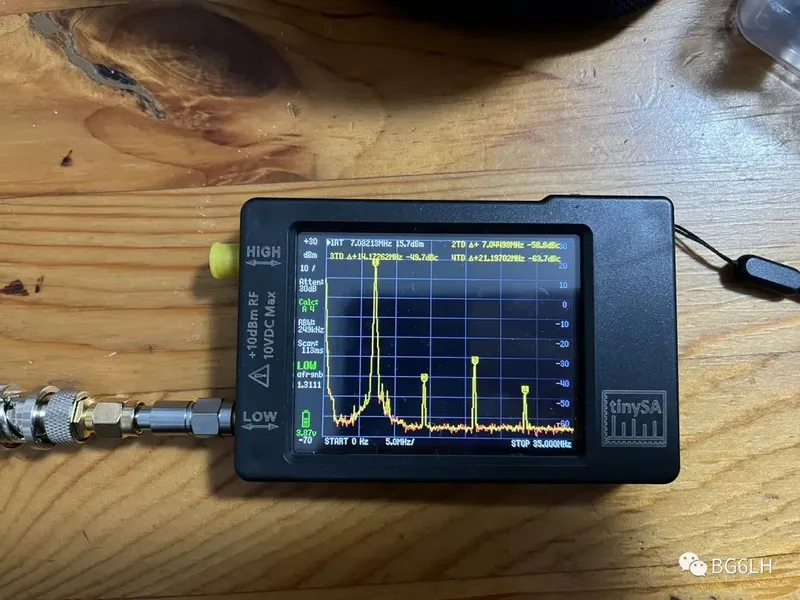 HIGH
+10dBm RF
10VDC Max
LOW
+30
dBm
10 /
Atten:
30dB
Calc:
A 4
RBW:
249kHz
Scan:
113ms
LOW
1.3111
3.87v
-70
1RT 7.08213MHz 15.7dBm
2TD Δ+ 7.04498MHz -58.8dBc
3TD Δ+14.17262MHz -49.7dBc
4TD Δ+21.19702MHz -63.7dBc
30
20
10
0
-10
-20
-30
-40
-50
-60
START 0 Hz 5.0MHz/ STOP 35.000MHz
tinySA
BG6LH